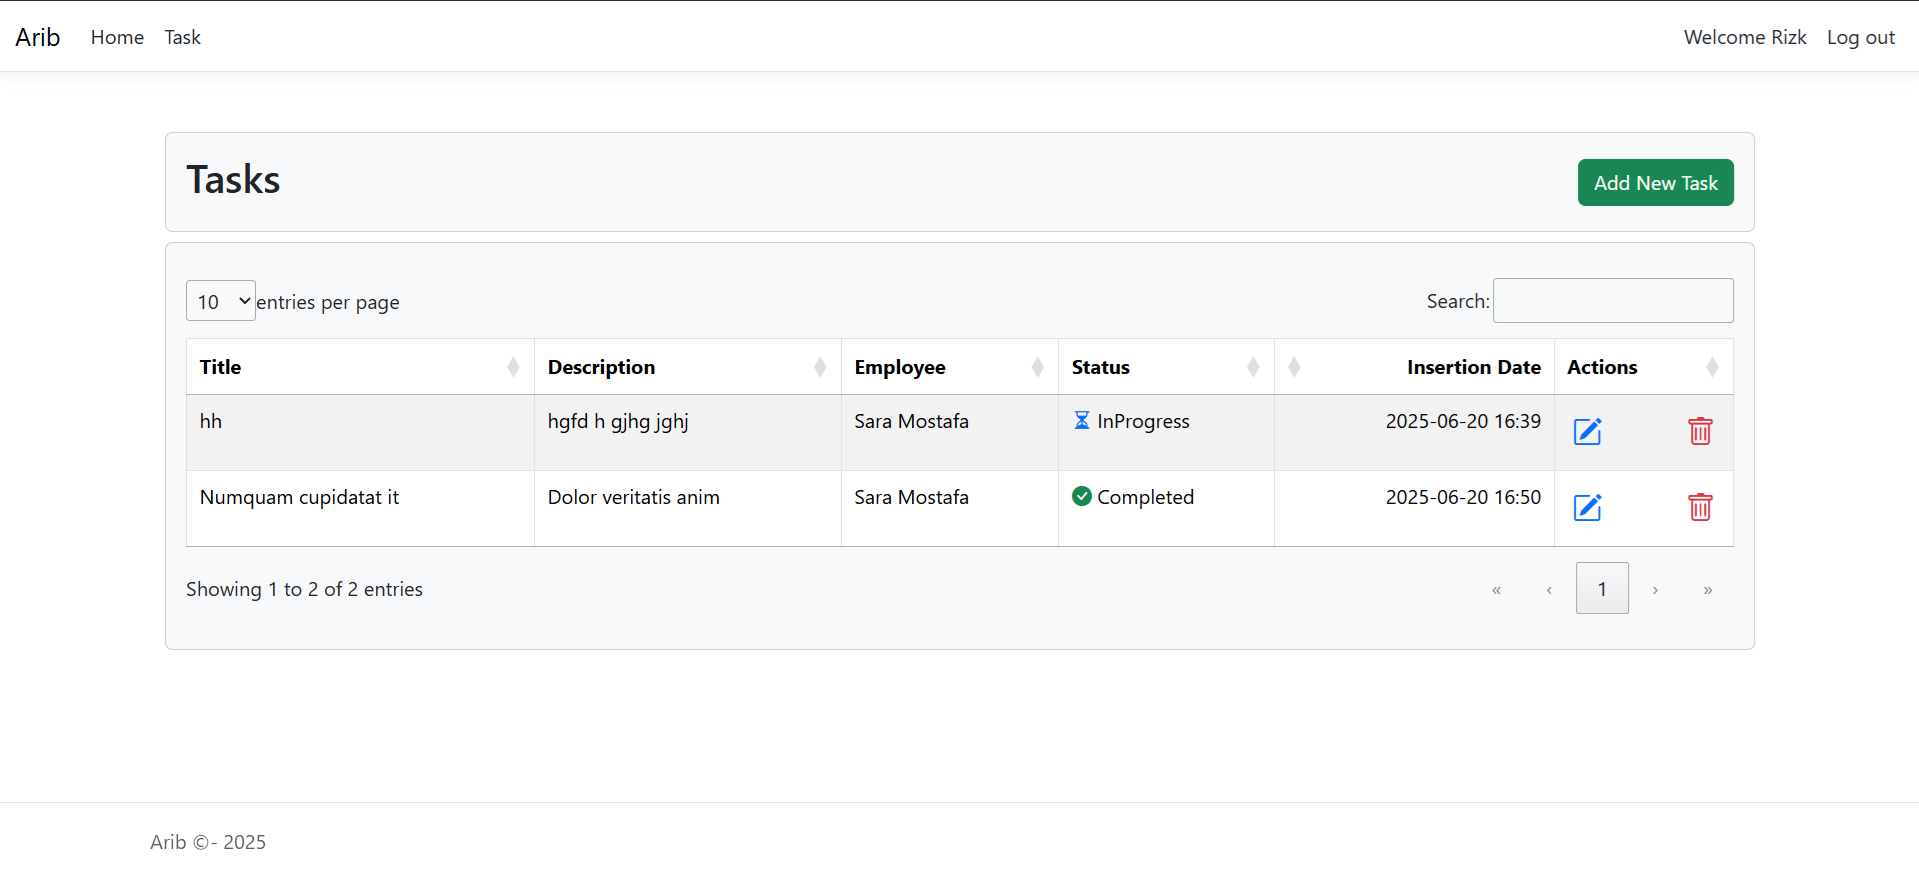 Arib Home Task Welcome Rizk Log out
Tasks Add New Task
10 entries per page Search:
Title Description Employee Status Insertion Date Actions
hh hgfd h gjhg jghj Sara Mostafa InProgress 2025-06-20 16:39
Numquam cupidatat it Dolor veritatis anim Sara Mostafa Completed 2025-06-20 16:50
Showing 1 to 2 of 2 entries « ‹ 1 › »
Arib ©- 2025